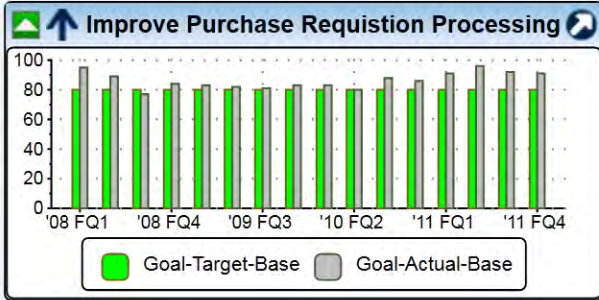 Improve Purchase Requistion Processing
100
80
60
40
20
0
'08 FQ1 '08 FQ4 '09 FQ3 '10 FQ2 '11 FQ1 '11 FQ4
Goal-Target-Base Goal-Actual-Base